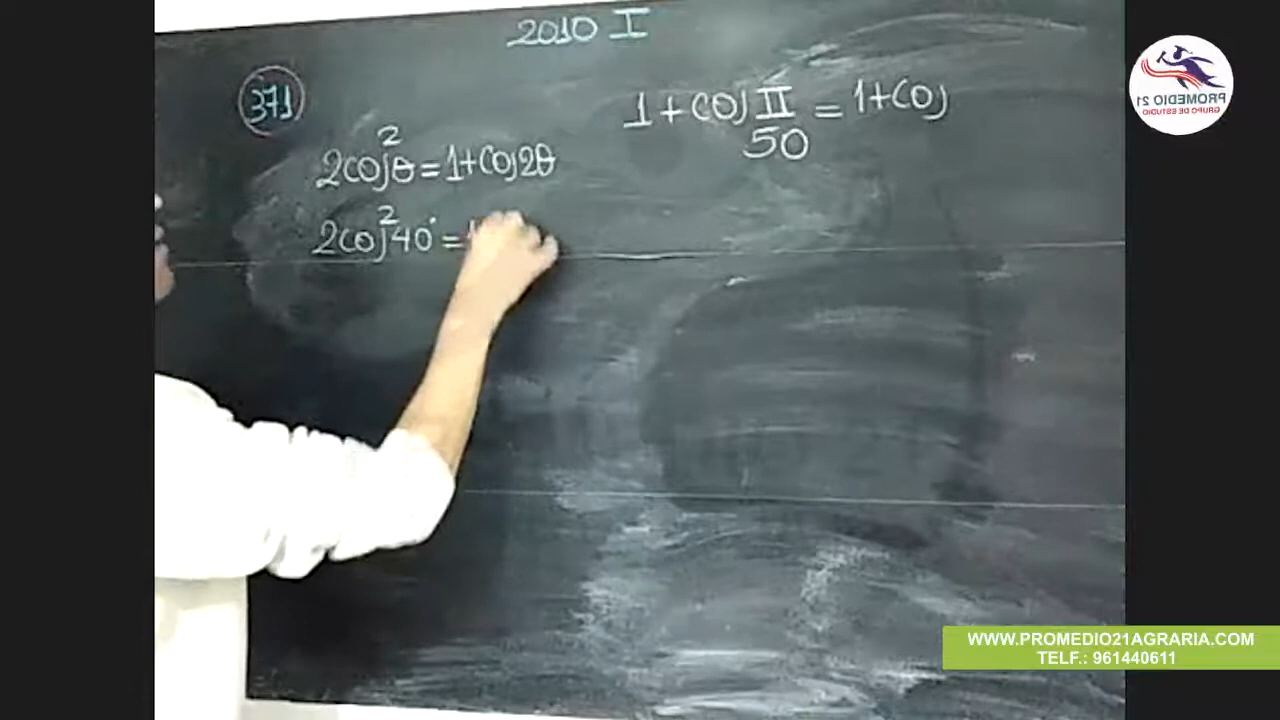 2010 I
371
1 + Cos II = 1+Cos
50
2Cos²θ = 1+Cos2θ
2Cos²40° =
PROMEDIO 21
GRUPO DE ESTUDIO
WWW.PROMEDIO21AGRARIA.COM
TELF.: 961440611